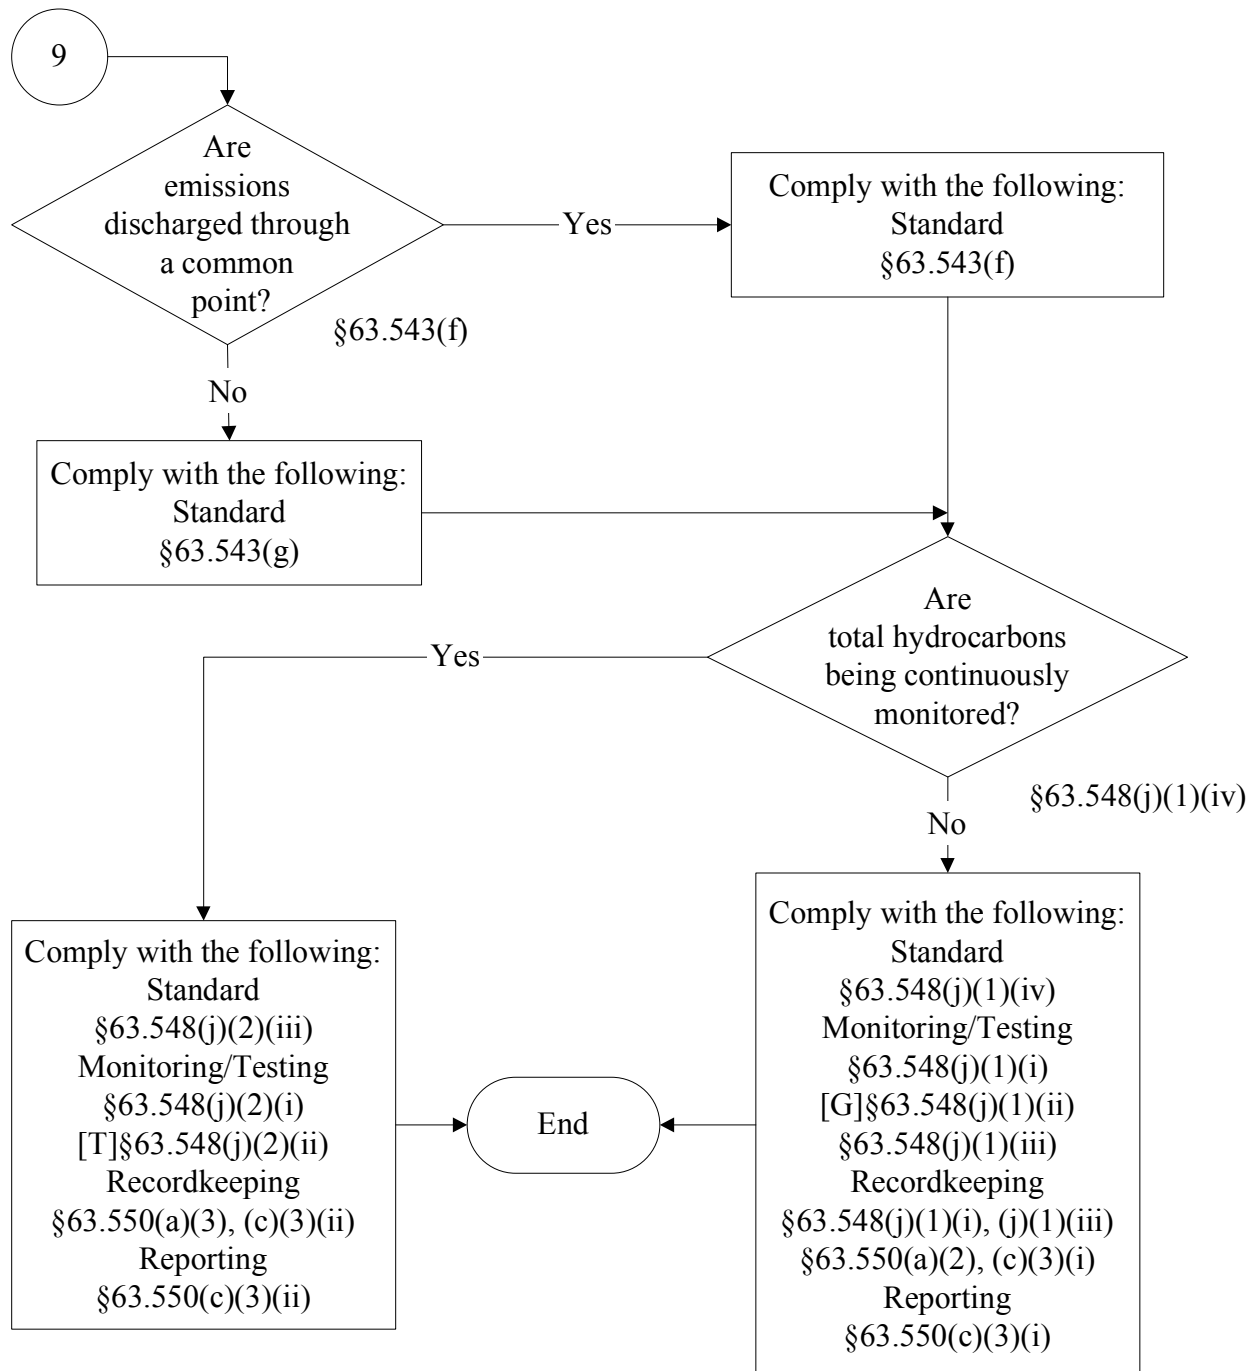 9
Are
emissions
discharged through
a common
point?
§63.543(f)
Yes
Comply with the following:
Standard
§63.543(f)
No
Comply with the following:
Standard
§63.543(g)
Are
total hydrocarbons
being continuously
monitored?
§63.548(j)(1)(iv)
Yes
No
Comply with the following:
Standard
§63.548(j)(2)(iii)
Monitoring/Testing
§63.548(j)(2)(i)
[T]§63.548(j)(2)(ii)
Recordkeeping
§63.550(a)(3), (c)(3)(ii)
Reporting
§63.550(c)(3)(ii)
End
Comply with the following:
Standard
§63.548(j)(1)(iv)
Monitoring/Testing
§63.548(j)(1)(i)
[G]§63.548(j)(1)(ii)
§63.548(j)(1)(iii)
Recordkeeping
§63.548(j)(1)(i), (j)(1)(iii)
§63.550(a)(2), (c)(3)(i)
Reporting
§63.550(c)(3)(i)